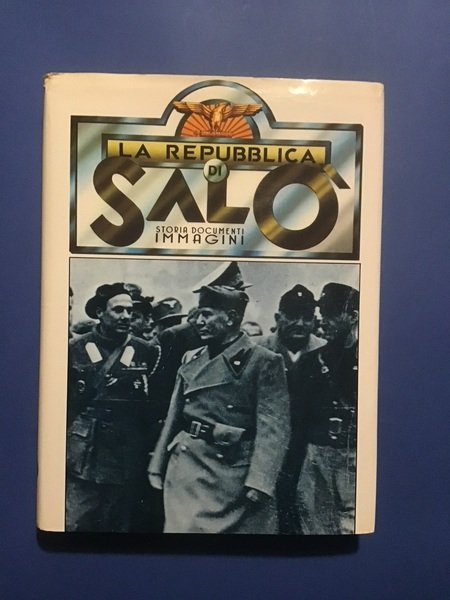 LA REPUBBLICA
DI
SALÒ
STORIA DOCUMENTI
IMMAGINI